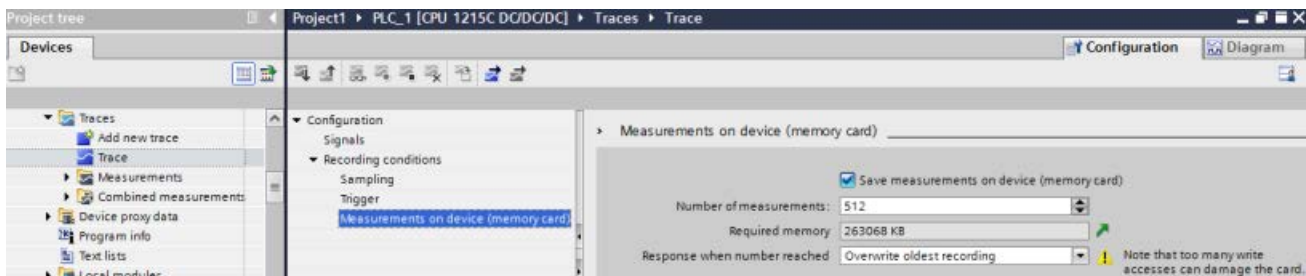 Project tree
Project1 ▸ PLC_1 [CPU 1215C DC/DC/DC] ▸ Traces ▸ Trace
Devices
Configuration
Diagram
Traces
Add new trace
Trace
Measurements
Combined measurements
Device proxy data
Program info
Text lists
Local modules
Configuration
Signals
Recording conditions
Sampling
Trigger
Measurements on device (memory card)
Measurements on device (memory card)
Save measurements on device (memory card)
Number of measurements: 512
Required memory 263068 KB
Response when number reached Overwrite oldest recording
Note that too many write
accesses can damage the card.